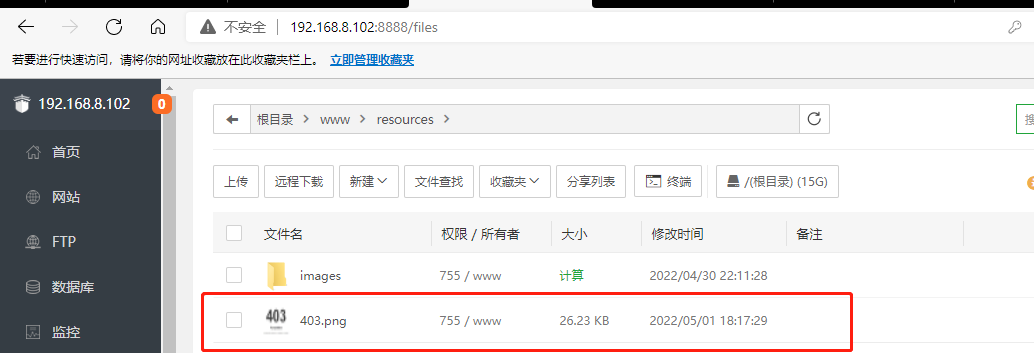 不安全 192.168.8.102:8888/files
若要进行快速访问，请将你的网址收藏放在此收藏夹栏上。 立即管理收藏夹
192.168.8.102 0
根目录 www resources
首页
上传 远程下载 新建 文件查找 收藏夹 分享列表 终端 /(根目录) (15G)
网站
文件名 权限 / 所有者 大小 修改时间 备注
FTP
images 755 / www 计算 2022/04/30 22:11:28
数据库
403 403.png 755 / www 26.23 KB 2022/05/01 18:17:29
监控